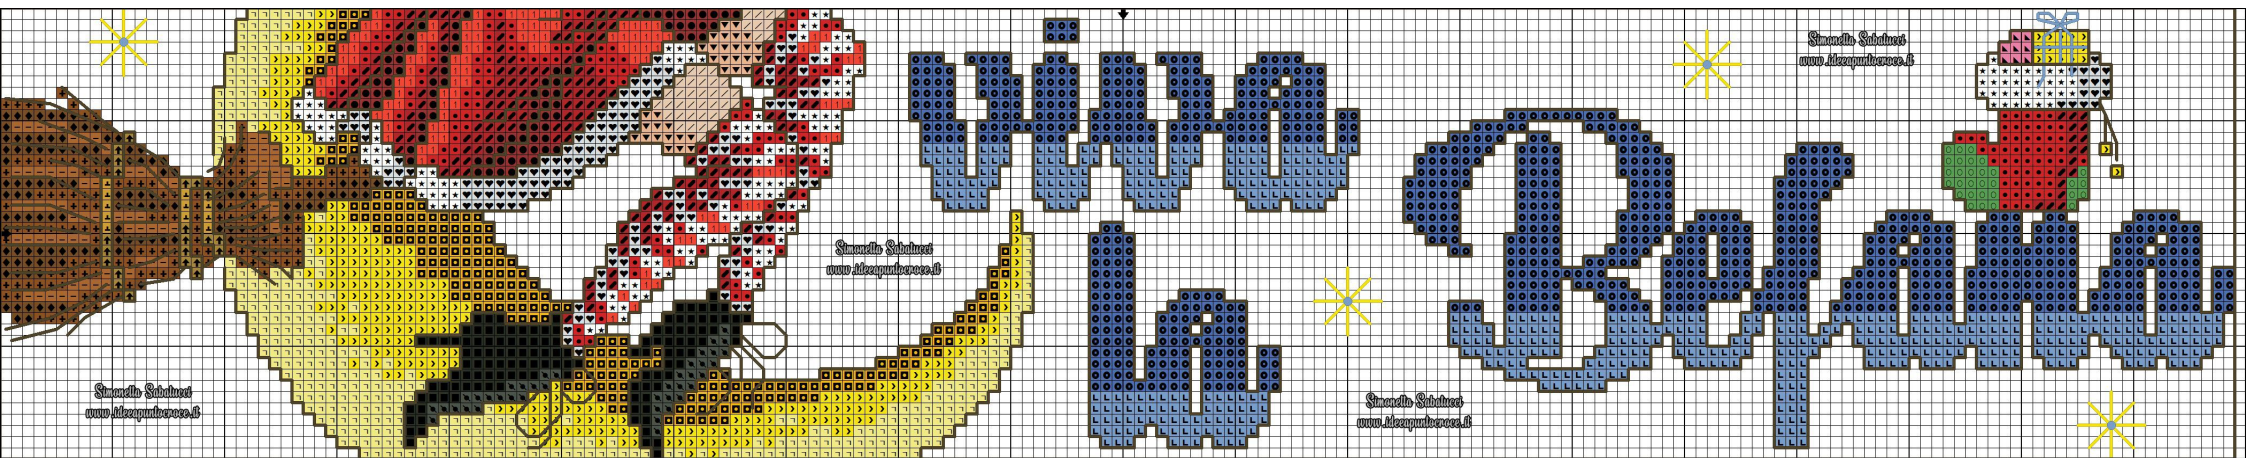 viva
la
Befana
Simonetta Sabatucci
www.ideeapuntocroce.it
Simonetta Sabatucci
www.ideeapuntocroce.it
Simonetta Sabatucci
www.ideeapuntocroce.it
Simonetta Sabatucci
www.ideeapuntocroce.it